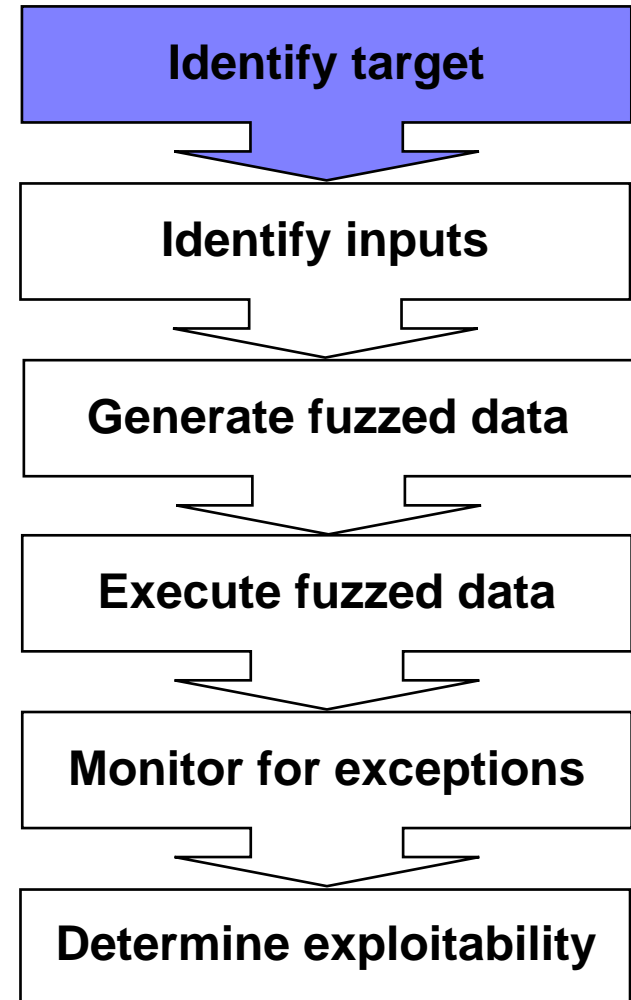 Identify target
Identify inputs
Generate fuzzed data
Execute fuzzed data
Monitor for exceptions
Determine exploitability